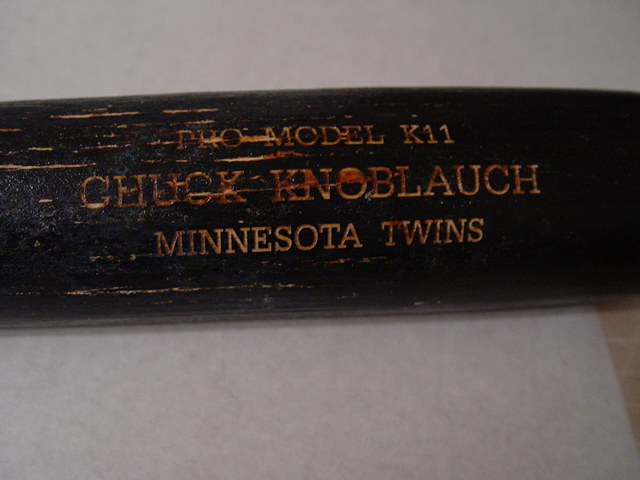 PRO MODEL K11
CHUCK KNOBLAUCH
MINNESOTA TWINS